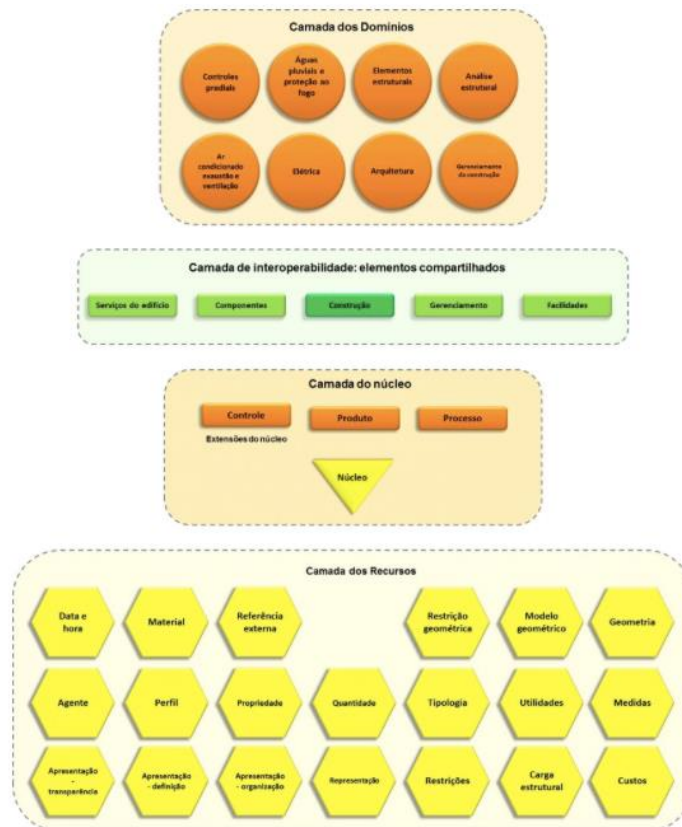 Camada dos Domínios
Controles
prediais
Águas
pluviais e
proteção ao
fogo
Elementos
estruturais
Análise
estrutural
Ar
condicionado
exaustão e
ventilação
Elétrica
Arquitetura
Gerenciamento
da construção
Camada de interoperabilidade: elementos compartilhados
Serviços do edifício
Componentes
Construção
Gerenciamento
Facilidades
Camada do núcleo
Controle
Produto
Processo
Extensões do núcleo
Núcleo
Camada dos Recursos
Data e
hora
Material
Referência
externa
Restrição
geométrica
Modelo
geométrico
Geometria
Agente
Perfil
Propriedade
Quantidade
Tipologia
Utilidades
Medidas
Apresentação
-
transparência
Apresentação
- definição
Apresentação
- organização
Representação
Restrições
Carga
estrutural
Custos